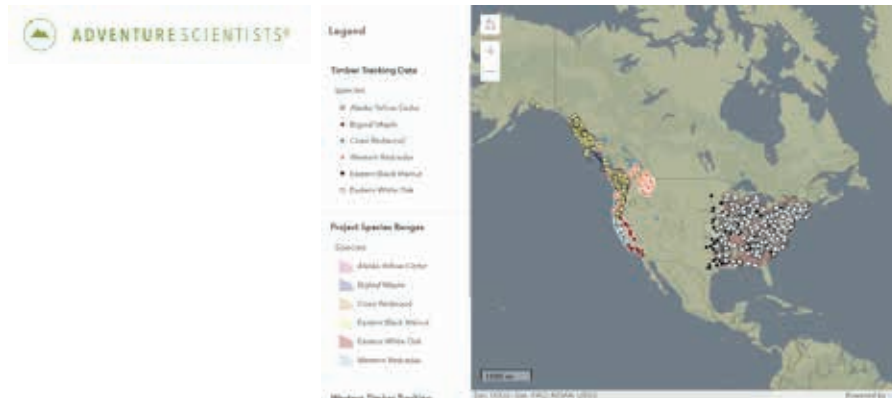 ADVENTURE SCIENTISTS®
Legend
Timber Tracking Data
Species
Alaska Yellow Cedar
Bigleaf Maple
Coast Redwood
Western Redcedar
Eastern Black Walnut
Eastern White Oak
Project Species Ranges
Species
Alaska Yellow Cedar
Bigleaf Maple
Coast Redwood
Eastern Black Walnut
Eastern White Oak
Western Redcedar
Powered by